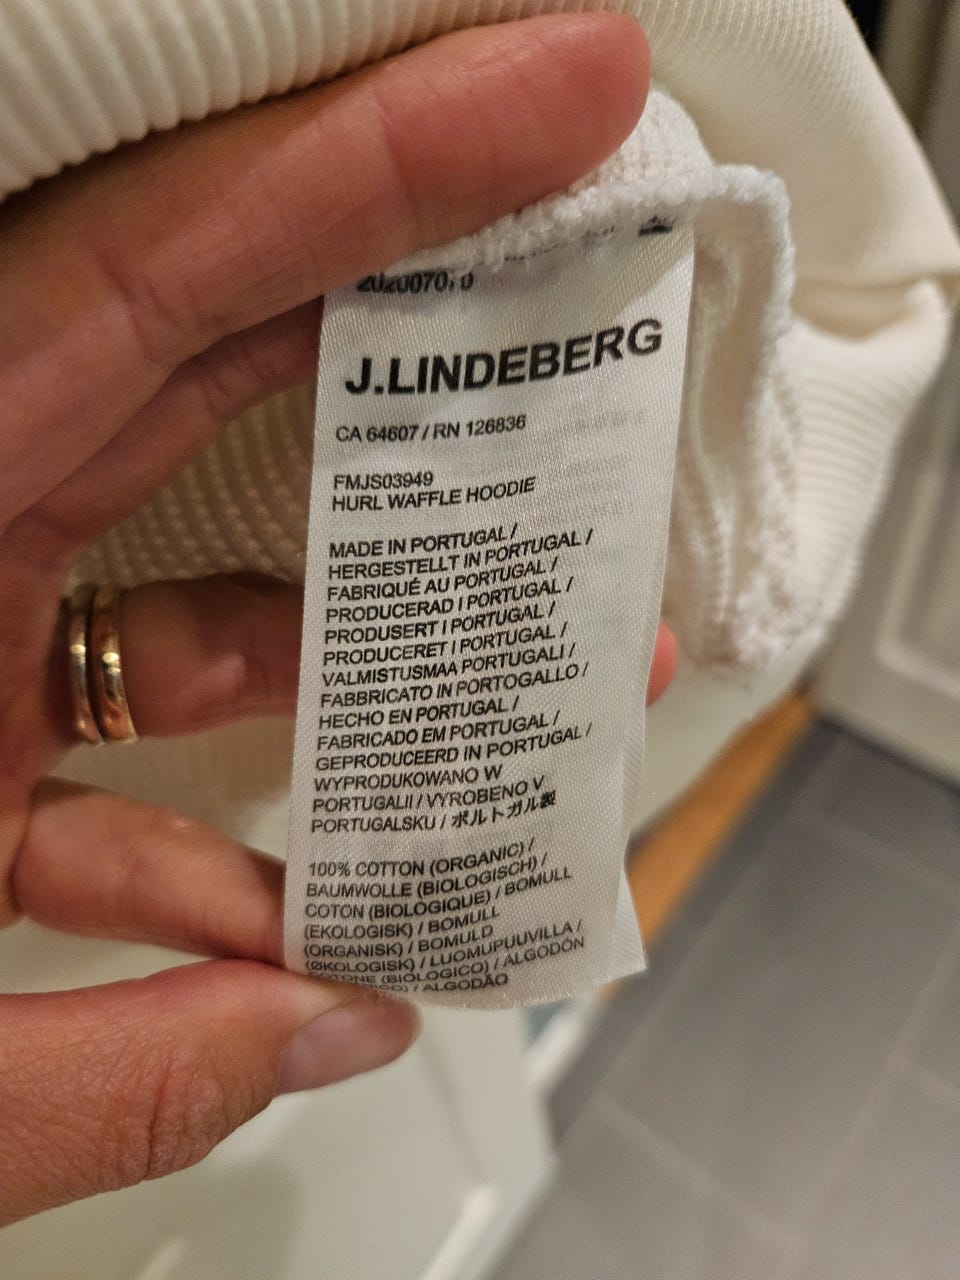 J.LINDEBERG
CA 64607 / RN 126836
FMJS03949
HURL WAFFLE HOODIE
MADE IN PORTUGAL /
HERGESTELLT IN PORTUGAL /
FABRIQUÉ AU PORTUGAL /
PRODUCERAD I PORTUGAL /
PRODUSERT I PORTUGAL /
PRODUCERET I PORTUGAL /
VALMISTUSMAA PORTUGALI /
FABBRICATO IN PORTOGALLO /
HECHO EN PORTUGAL /
FABRICADO EM PORTUGAL /
GEPRODUCEERD IN PORTUGAL /
WYPRODUKOWANO W
PORTUGALII / VYROBENO V
PORTUGALSKU / ポルトガル製
100% COTTON (ORGANIC) /
BAUMWOLLE (BIOLOGISCH) /
COTON (BIOLOGIQUE) / BOMULL
(EKOLOGISK) / BOMULL
(ORGANISK) / BOMULD
(ØKOLOGISK) / LUOMUPUUVILLA /
COTONE (BIOLOGICO) / ALGODÓN
/ ALGODÃO